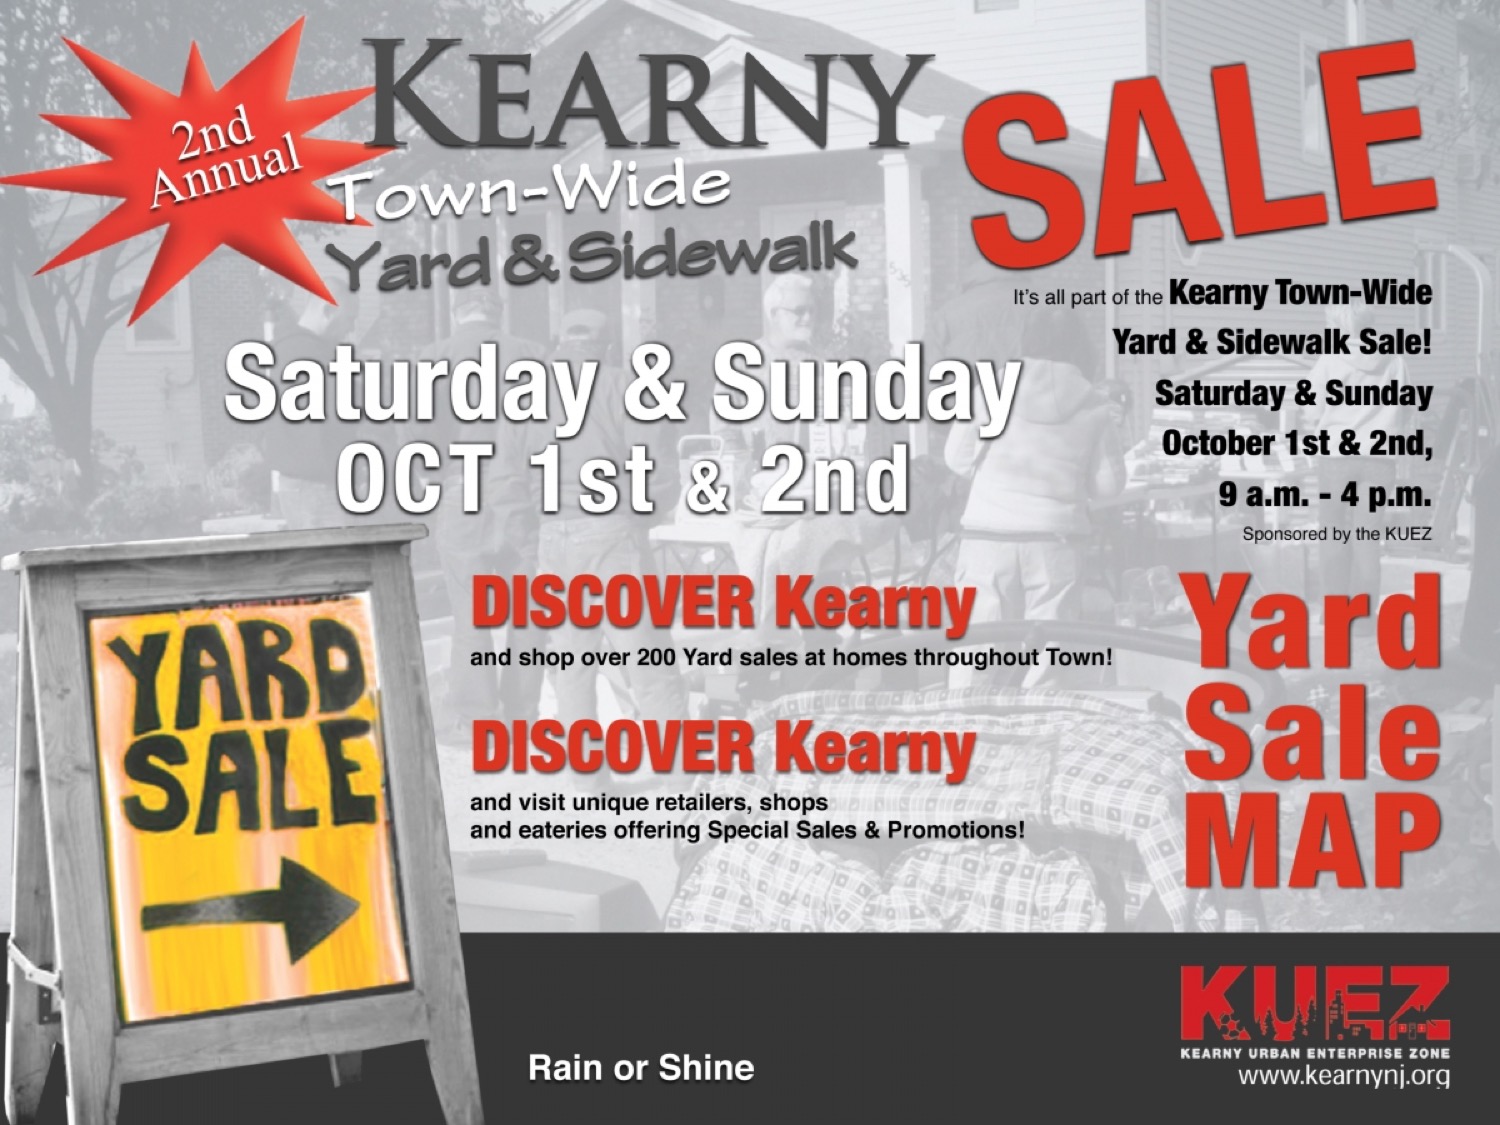 2nd
Annual
KEARNY
Town-Wide
Yard & Sidewalk
SALE
It's all part of the Kearny Town-Wide
Yard & Sidewalk Sale!
Saturday & Sunday
October 1st & 2nd,
9 a.m. - 4 p.m.
Sponsored by the KUEZ
Saturday & Sunday
OCT 1st & 2nd
DISCOVER Kearny
and shop over 200 Yard sales at homes throughout Town!
DISCOVER Kearny
and visit unique retailers, shops
and eateries offering Special Sales & Promotions!
Yard
Sale
MAP
YARD
SALE
Rain or Shine
KUEZ
KEARNY URBAN ENTERPRISE ZONE
www.kearnynj.org